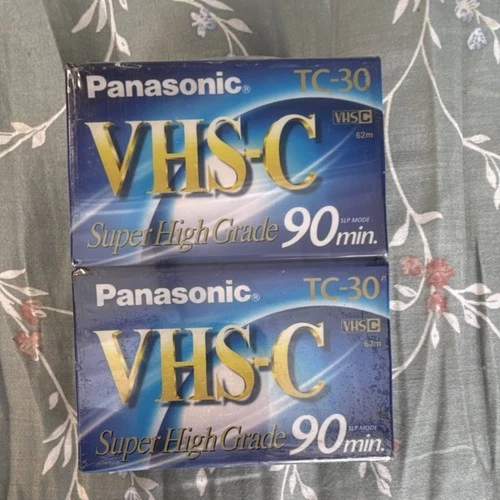 Panasonic® TC-30
VHS-C
VHS C
62m
Super High Grade 90 min.
SLP MODE
Panasonic® TC-30
VHS-C
VHS C
62m
Super High Grade 90 min.
SLP MODE